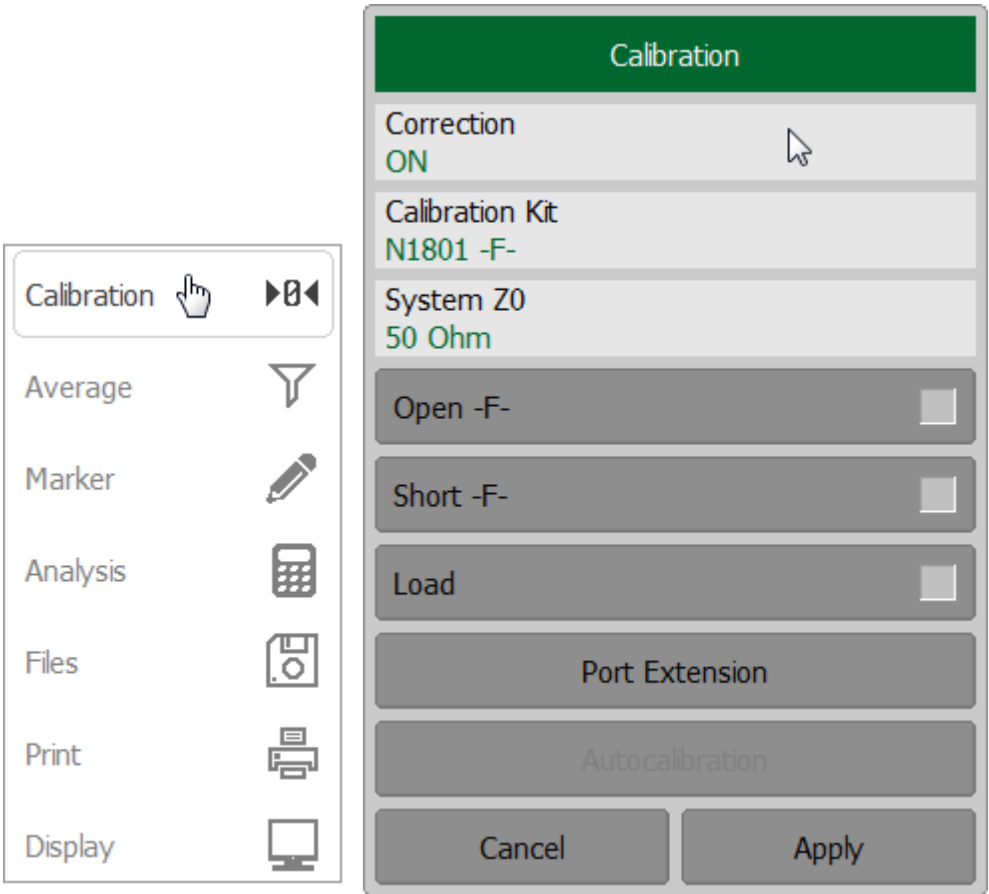 Calibration
Average
Marker
Analysis
Files
Print
Display
Calibration
Correction
ON
Calibration Kit
N1801 -F-
System Z0
50 Ohm
Open -F-
Short -F-
Load
Port Extension
Autocalibration
Cancel
Apply